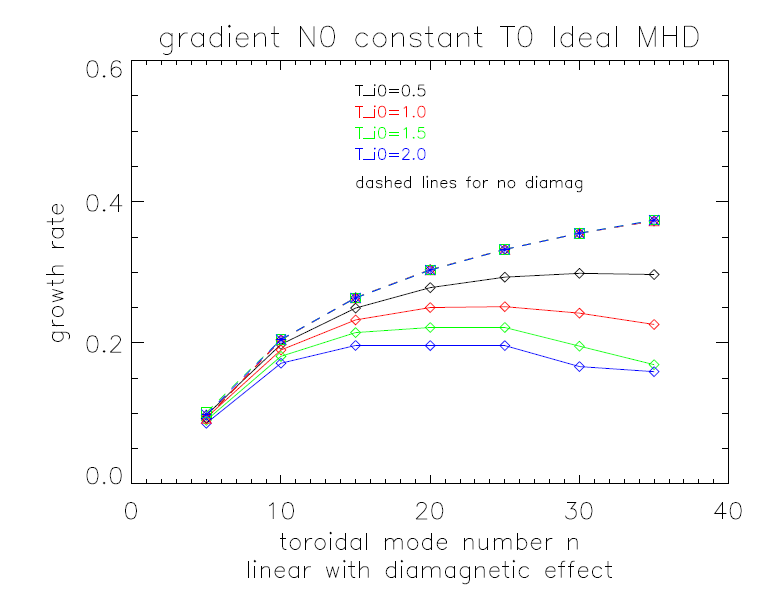 gradient N0 constant T0 Ideal MHD
0.6
T_i0=0.5
T_i0=1.0
T_i0=1.5
T_i0=2.0
dashed lines for no diamag
0.4
growth rate
0.2
0.0
0 10 20 30 40
toroidal mode number n
linear with diamagnetic effect